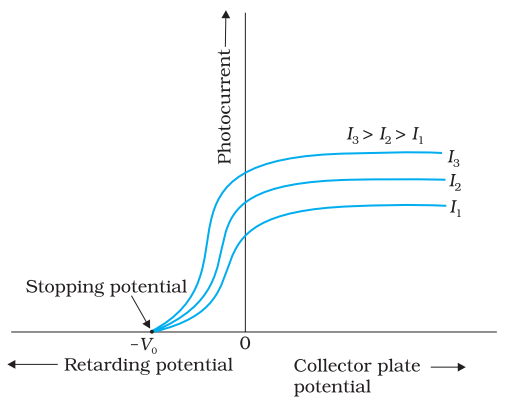 Photocurrent
I₃ > I₂ > I₁
I₃
I₂
I₁
Stopping potential
–V₀
0
Retarding potential
Collector plate
potential